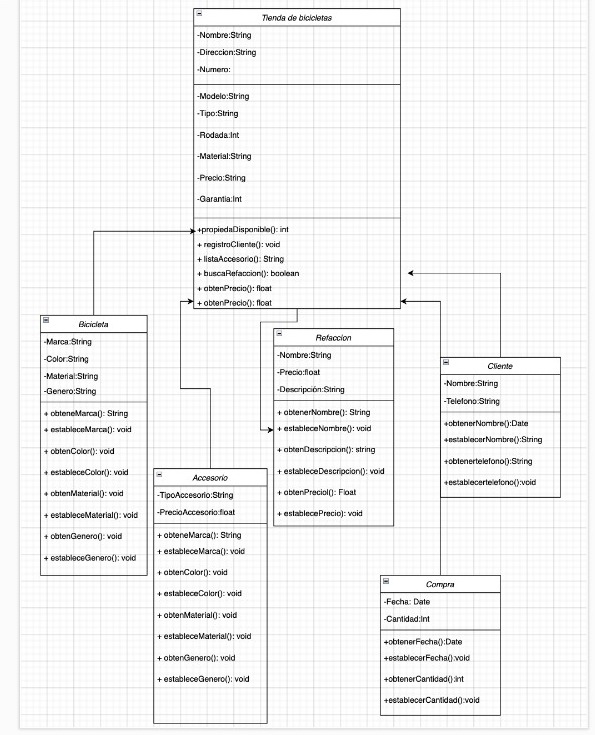 Tienda de bicicletas
-Nombre:String
-Direccion:String
-Numero:
-Modelo:String
-Tipo:String
-Rodada:Int
-Material:String
-Precio:String
-Garantia:Int
+propiedaDisponible(): int
+ registroCliente(): void
+ listaAccesorio(): String
+ buscaRefaccion(): boolean
+ obtenPrecio(): float
+ obtenPrecio(): float
Bicicleta
-Marca:String
-Color:String
-Material:String
-Genero:String
+ obteneMarca(): String
+ estableceMarca(): void
+ obtenColor(): void
+ estableceColor(): void
+ obtenMaterial(): void
+ estableceMaterial(): void
+ obtenGenero(): void
+ estableceGenero(): void
Accesorio
-TipoAccesorio:String
-PrecioAccesorio:float
+ obteneMarca(): String
+ estableceMarca(): void
+ obtenColor(): void
+ estableceColor(): void
+ obtenMaterial(): void
+ estableceMaterial(): void
+ obtenGenero(): void
+ estableceGenero(): void
Refaccion
-Nombre:String
-Precio:float
-Descripción:String
+ obtenerNombre(): String
+ estableceNombre(): void
+ obtenDescripcion(): string
+ estableceDescripcion(): void
+ obtenPreciol(): Float
+ establecePrecio): void
Cliente
-Nombre:String
-Telefono:String
+obtenerNombre():Date
+establecerNombre():String
+obtenertelefono():String
+establecertelefono():void
Compra
-Fecha: Date
-Cantidad:Int
+obtenerFecha():Date
+establecerFecha():void
+obtenerCantidad():int
+establecerCantidad():void